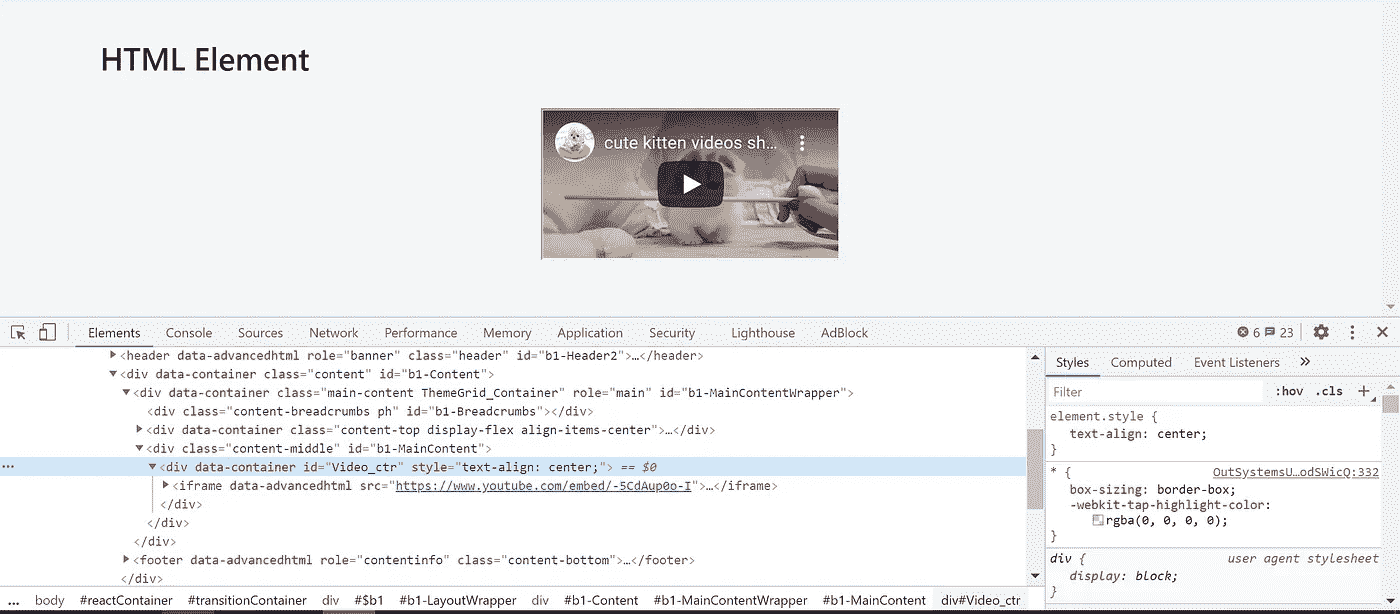 HTML Element
cute kitten videos sh...
Elements Console Sources Network Performance Memory Application Security Lighthouse AdBlock 6 23
<header data-advancedhtml role="banner" class="header" id="b1-Header2">…</header>
<div data-container class="content" id="b1-Content">
<div data-container class="main-content ThemeGrid_Container" role="main" id="b1-MainContentWrapper">
<div class="content-breadcrumbs ph" id="b1-Breadcrumbs"></div>
<div data-container class="content-top display-flex align-items-center">…</div>
<div class="content-middle" id="b1-MainContent">
… <div data-container id="Video_ctr" style="text-align: center;"> == $0
<iframe data-advancedhtml src="https://www.youtube.com/embed/-5CdAup0o-I">…</iframe>
</div>
</div>
</div>
<footer data-advancedhtml role="contentinfo" class="content-bottom">…</footer>
</div>
… body #reactContainer #transitionContainer div #$b1 #b1-LayoutWrapper div #b1-Content #b1-MainContentWrapper #b1-MainContent div#Video_ctr
Styles Computed Event Listeners »
Filter :hov .cls +
element.style {
text-align: center;
}
* { OutSystemsU…odSWicQ:332
box-sizing: border-box;
-webkit-tap-highlight-color:
rgba(0, 0, 0, 0);
}
div { user agent stylesheet
display: block;
}